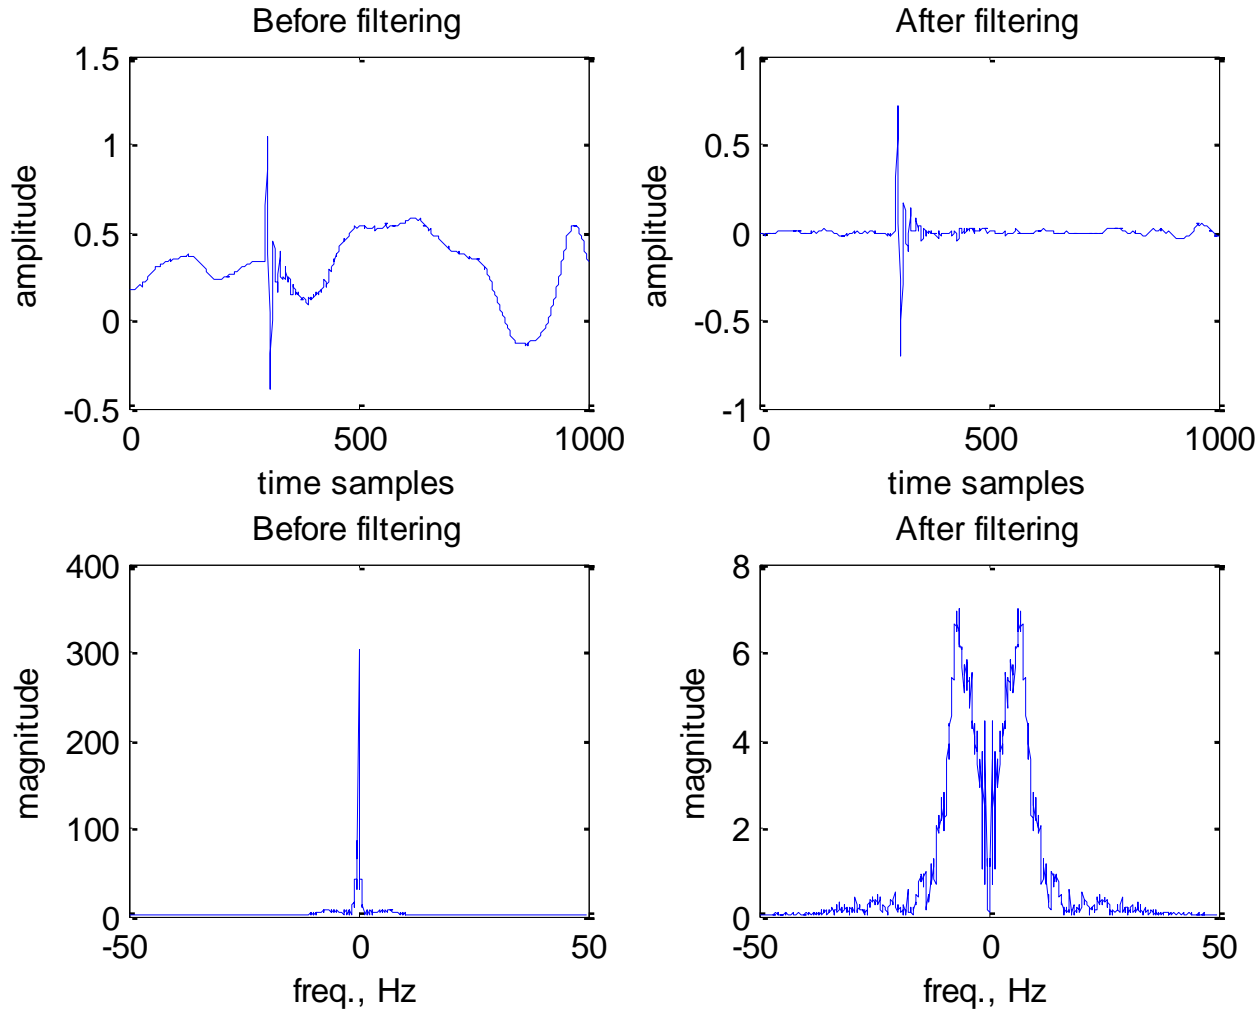 Before filtering
1.5
1
0.5
0
-0.5
amplitude
0
500
1000
time samples
After filtering
1
0.5
0
-0.5
-1
amplitude
0
500
1000
time samples
Before filtering
400
300
200
100
0
magnitude
-50
0
50
freq., Hz
After filtering
8
6
4
2
0
magnitude
-50
0
50
freq., Hz